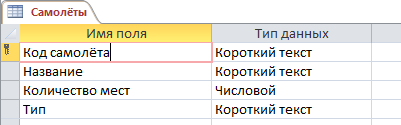 Самолёты
Имя поля Тип данных
Код самолёта Короткий текст
Название Короткий текст
Количество мест Числовой
Тип Короткий текст